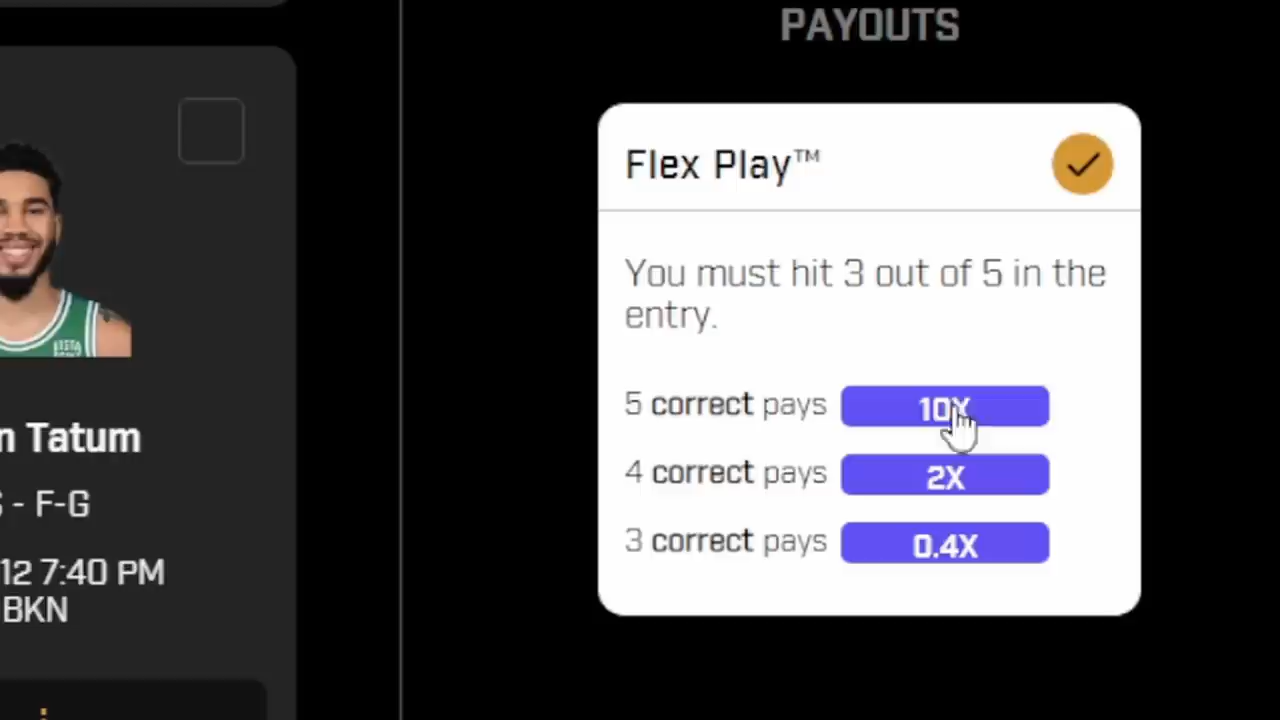 PAYOUTS
Flex Play™
You must hit 3 out of 5 in the
entry.
5 correct pays 10X
4 correct pays 2X
3 correct pays 0.4X
n Tatum
- F-G
12 7:40 PM
BKN